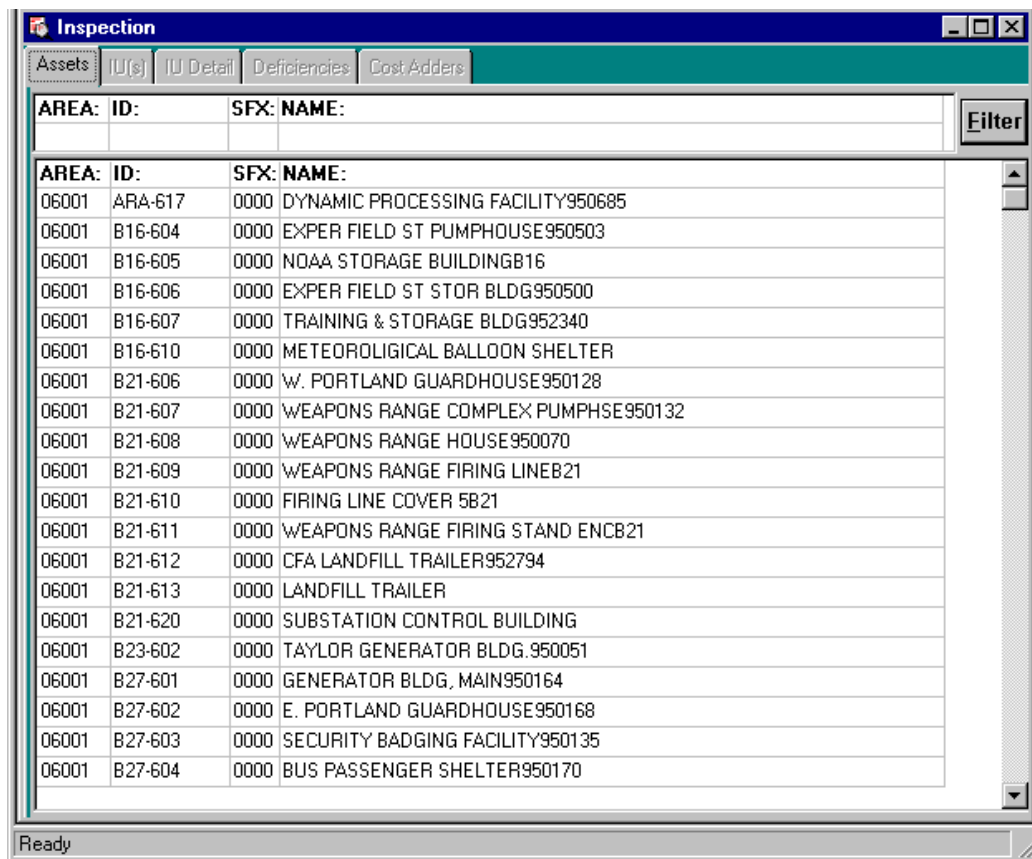 Inspection
Assets IU(s) IU Detail Deficiencies Cost Adders
AREA: ID: SFX: NAME:
Filter
AREA: ID: SFX: NAME:
06001 ARA-617 0000 DYNAMIC PROCESSING FACILITY950685
06001 B16-604 0000 EXPER FIELD ST PUMPHOUSE950503
06001 B16-605 0000 NOAA STORAGE BUILDINGB16
06001 B16-606 0000 EXPER FIELD ST STOR BLDG950500
06001 B16-607 0000 TRAINING & STORAGE BLDG952340
06001 B16-610 0000 METEOROLIGICAL BALLOON SHELTER
06001 B21-606 0000 W. PORTLAND GUARDHOUSE950128
06001 B21-607 0000 WEAPONS RANGE COMPLEX PUMPHSE950132
06001 B21-608 0000 WEAPONS RANGE HOUSE950070
06001 B21-609 0000 WEAPONS RANGE FIRING LINEB21
06001 B21-610 0000 FIRING LINE COVER 5B21
06001 B21-611 0000 WEAPONS RANGE FIRING STAND ENCB21
06001 B21-612 0000 CFA LANDFILL TRAILER952794
06001 B21-613 0000 LANDFILL TRAILER
06001 B21-620 0000 SUBSTATION CONTROL BUILDING
06001 B23-602 0000 TAYLOR GENERATOR BLDG.950051
06001 B27-601 0000 GENERATOR BLDG, MAIN950164
06001 B27-602 0000 E. PORTLAND GUARDHOUSE950168
06001 B27-603 0000 SECURITY BADGING FACILITY950135
06001 B27-604 0000 BUS PASSENGER SHELTER950170
Ready